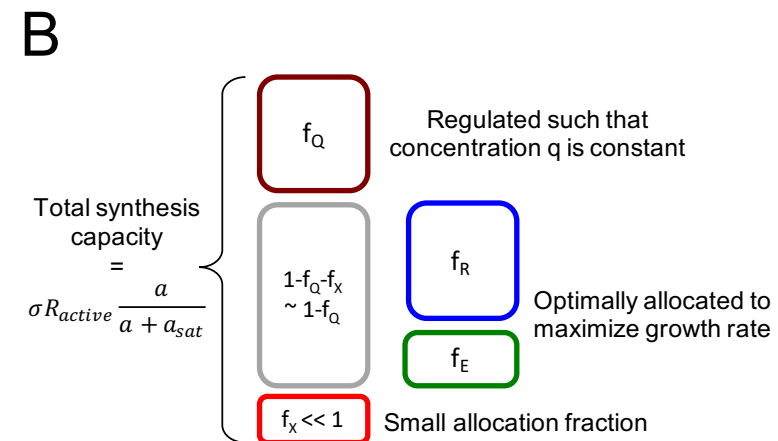 B
f_Q
Regulated such that
concentration q is constant
Total synthesis
capacity
=
σR_active a/(a + a_sat)
1-f_Q-f_X
~ 1-f_Q
f_R
f_E
Optimally allocated to
maximize growth rate
f_X << 1
Small allocation fraction